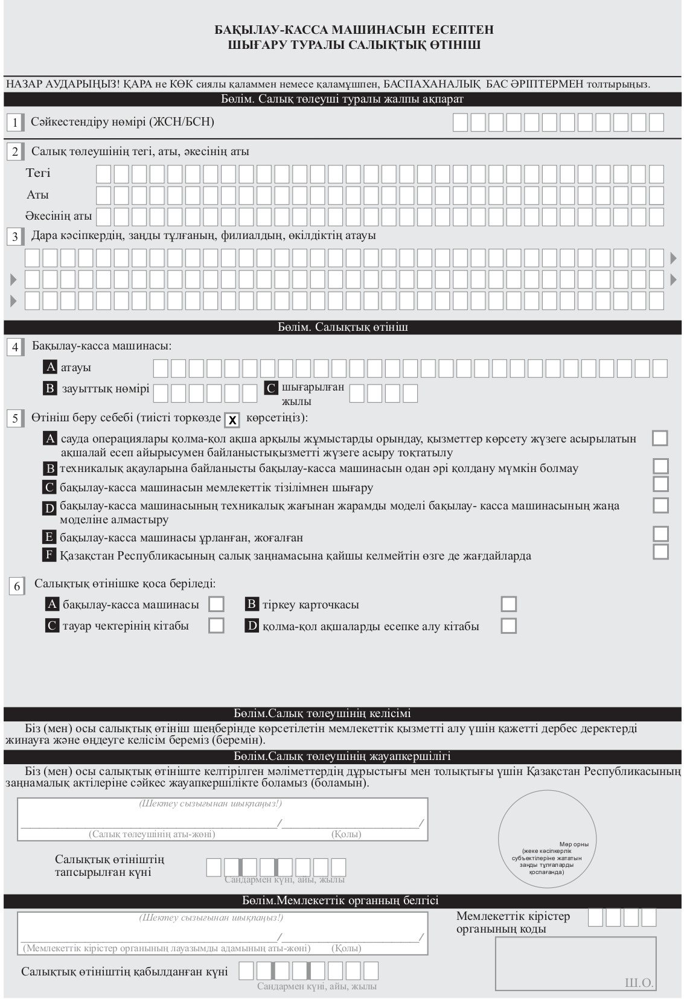 БАҚЫЛАУ-КАССА МАШИНАСЫН ЕСЕПТЕН
ШЫҒАРУ ТУРАЛЫ САЛЫҚТЫҚ ӨТІНІШ
НАЗАР АУДАРЫҢЫЗ! ҚАРА не КӨК сиялы қаламмен немесе қаламұшпен, БАСПАХАНАЛЫҚ БАС ӘРІПТЕРМЕН толтырыңыз.
Бөлім. Салық төлеуші туралы жалпы ақпарат
1 Сәйкестендіру нөмірі (ЖСН/БСН)
2 Салық төлеушінің тегі, аты, әкесінің аты
Тегі
Аты
Әкесінің аты
3 Дара кәсіпкердің, заңды тұлғаның, филиалдың, өкілдіктің атауы
Бөлім. Салықтық өтініш
4 Бақылау-касса машинасы:
A атауы
B зауыттық нөмірі C шығарылған
жылы
5 Өтініш беру себебі (тиісті торкөзде X көрсетіңіз):
A сауда операциялары қолма-қол ақша арқылы жұмыстарды орындау, қызметтер көрсету жүзеге асырылатын
ақшалай есеп айырысумен байланыстықызметті жүзеге асыру тоқтатылу
B техникалық ақауларына байланысты бақылау-касса машинасын одан әрі қолдану мүмкін болмау
C бақылау-касса машинасын мемлекеттік тізілімнен шығару
D бақылау-касса машинасының техникалық жағынан жарамды моделі бақылау- касса машинасының жаңа
моделіне алмастыру
E бақылау-касса машинасы ұрланған, жоғалған
F Қазақстан Республикасының салық заңнамасына қайшы келмейтін өзге де жағдайларда
6 Салықтық өтінішке қоса беріледі:
A бақылау-касса машинасы B тіркеу карточкасы
C тауар чектерінің кітабы D қолма-қол ақшаларды есепке алу кітабы
Бөлім.Салық төлеушінің келісімі
Біз (мен) осы салықтық өтініш шеңберінде көрсетілетін мемлекеттік қызметті алу үшін қажетті дербес деректерді
жинауға және өңдеуге келісім береміз (беремін).
Бөлім.Салық төлеушінің жауапкершілігі
Біз (мен) осы салықтық өтініште келтірілген мәліметтердің дұрыстығы мен толықтығы үшін Қазақстан Республикасының
заңнамалық актілеріне сәйкес жауапкершілікте боламыз (боламын).
(Шектеу сызығынан шықпаңыз!)
(Салық төлеушінің аты-жөні) (Қолы)
Мөр орны
(жеке кәсіпкерлік
субъектілеріне жататын
заңды тұлғаларды
қоспағанда)
Салықтық өтініштің
тапсырылған күні
Сандармен күні, айы, жылы
Бөлім.Мемлекеттік органның белгісі
(Шектеу сызығынан шықпаңыз!)
(Мемлекеттік кірістер органының лауазымды адамының аты-жөні) (Қолы)
Мемлекеттік кірістер
органының коды
Салықтық өтініштің қабылданған күні
Сандармен күні, айы, жылы
Ш.О.